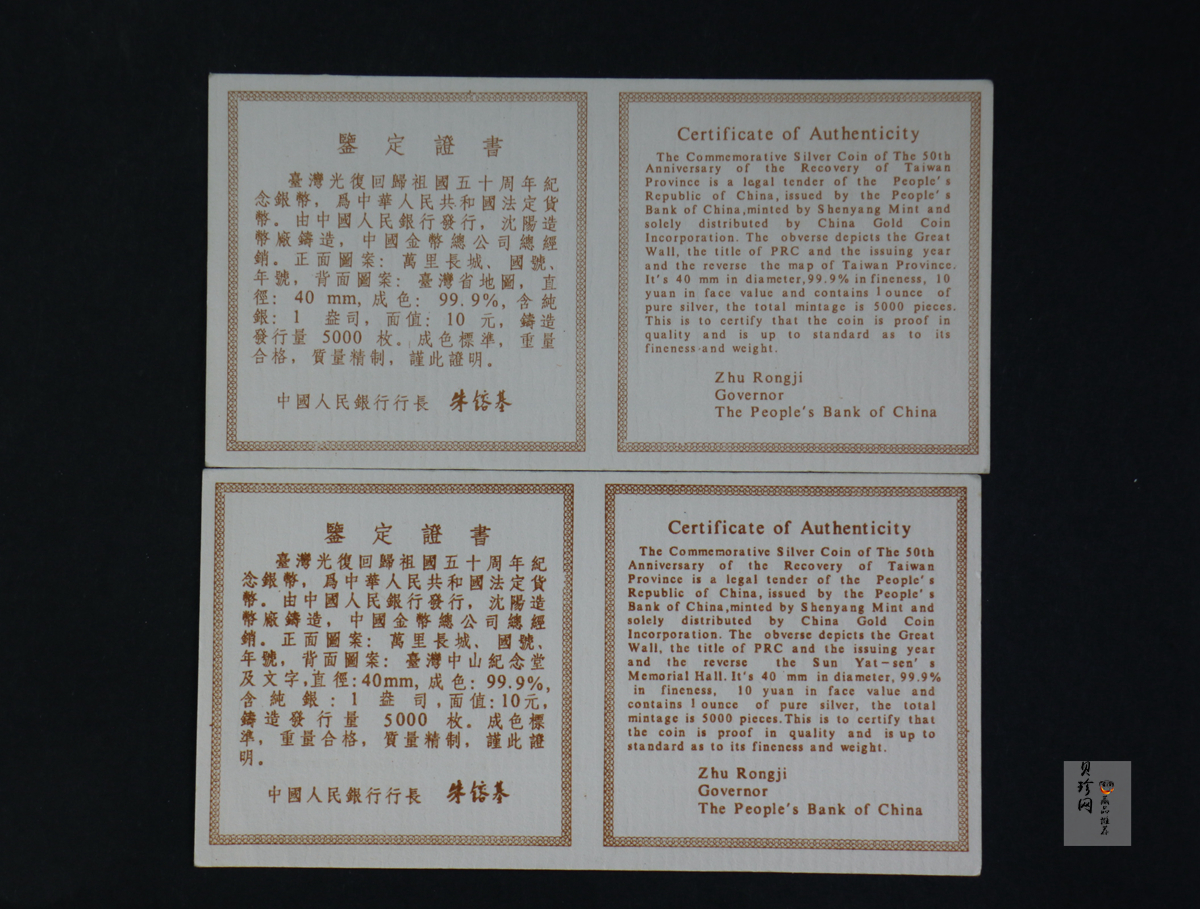 鑒定證書
臺灣光復回歸祖國五十周年紀
念銀幣，爲中華人民共和國法定貨
幣。由中國人民銀行發行，沈陽造
幣廠鑄造，中國金幣總公司總經
銷。正面圖案：萬里長城、國號、
年號，背面圖案：臺灣省地圖，直
徑：40 mm, 成色：99.9%, 含純
銀：1 盎司，面值：10 元，鑄造
發行量 5000 枚。成色標準，重量
合格，質量精制，謹此證明。
中國人民銀行行長 朱鎔基
Certificate of Authenticity
The Commemorative Silver Coin of The 50th
Anniversary of the Recovery of Taiwan
Province is a legal tender of the People's
Republic of China, issued by the People's
Bank of China,minted by Shenyang Mint and
solely distributed by China Gold Coin
Incorporation. The obverse depicts the Great
Wall, the title of PRC and the issuing year
and the reverse the map of Taiwan Province.
It's 40 mm in diameter,99.9% in fineness, 10
yuan in face value and contains 1 ounce of
pure silver, the total mintage is 5000 pieces.
This is to certify that the coin is proof in
quality and is up to standard as to its
fineness and weight.
Zhu Rongji
Governor
The People's Bank of China
鑒定證書
臺灣光復回歸祖國五十周年紀
念銀幣，爲中華人民共和國法定貨
幣。由中國人民銀行發行，沈陽造
幣廠鑄造，中國金幣總公司總經
銷。正面圖案：萬里長城、國號、
年號，背面圖案：臺灣中山紀念堂
及文字,直徑:40mm, 成色：99.9%,
含純銀：1 盎司,面值:10元,
鑄造發行量 5000 枚。成色標
準，重量合格，質量精制，謹此證
明。
中國人民銀行行長 朱鎔基
Certificate of Authenticity
The Commemorative Silver Coin of The 50th
Anniversary of the Recovery of Taiwan
Province is a legal tender of the People's
Republic of China, issued by the People's
Bank of China,minted by Shenyang Mint and
solely distributed by China Gold Coin
Incorporation. The obverse depicts the Great
Wall, the title of PRC and the issuing year
and the reverse the Sun Yat-sen's
Memorial Hall. It's 40 mm in diameter, 99.9%
in fineness, 10 yuan in face value and
contains 1 ounce of pure silver, the total
mintage is 5000 pieces.This is to certify that
the coin is proof in quality and is up to
standard as to its fineness and weight.
Zhu Rongji
Governor
The People's Bank of China
贝珍网
藏品推荐